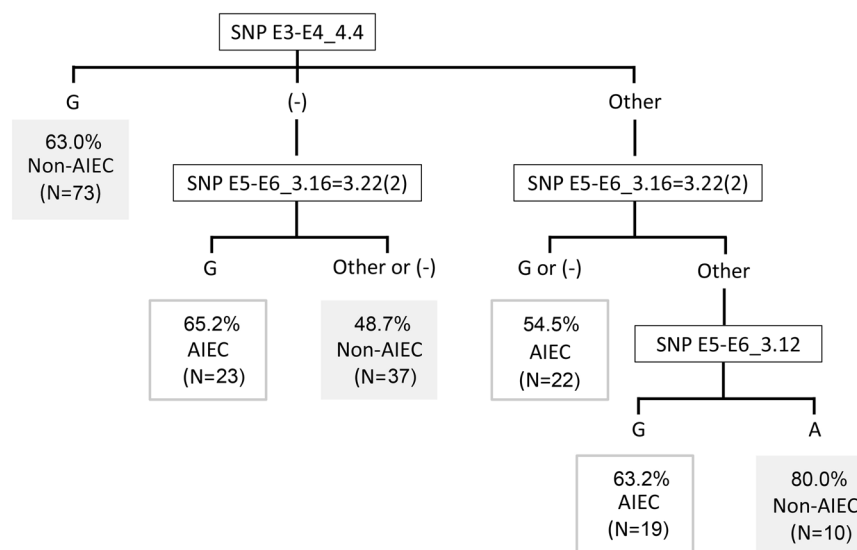 SNP E3-E4_4.4
G
(-)
Other
63.0%
Non-AIEC
(N=73)
SNP E5-E6_3.16=3.22(2)
SNP E5-E6_3.16=3.22(2)
G
Other or (-)
G or (-)
Other
65.2%
AIEC
(N=23)
48.7%
Non-AIEC
(N=37)
54.5%
AIEC
(N=22)
SNP E5-E6_3.12
G
A
63.2%
AIEC
(N=19)
80.0%
Non-AIEC
(N=10)